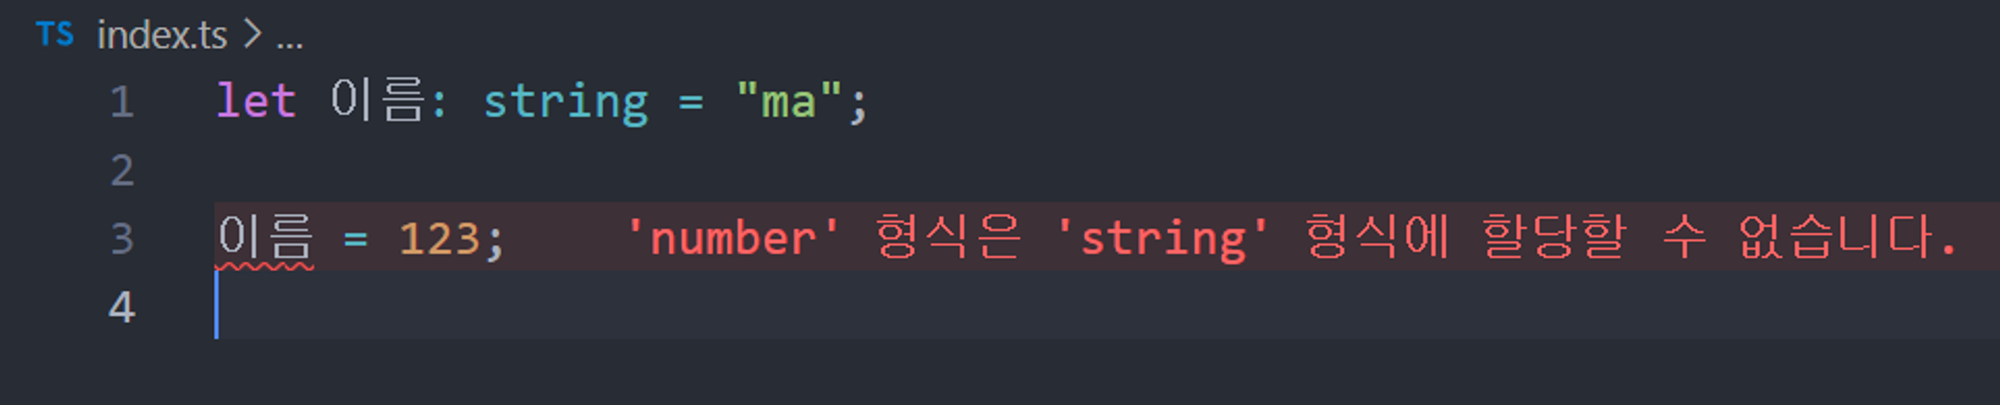 TS index.ts > ...
1 let 이름: string = "ma";
2
3 이름 = 123; 'number' 형식은 'string' 형식에 할당할 수 없습니다.
4